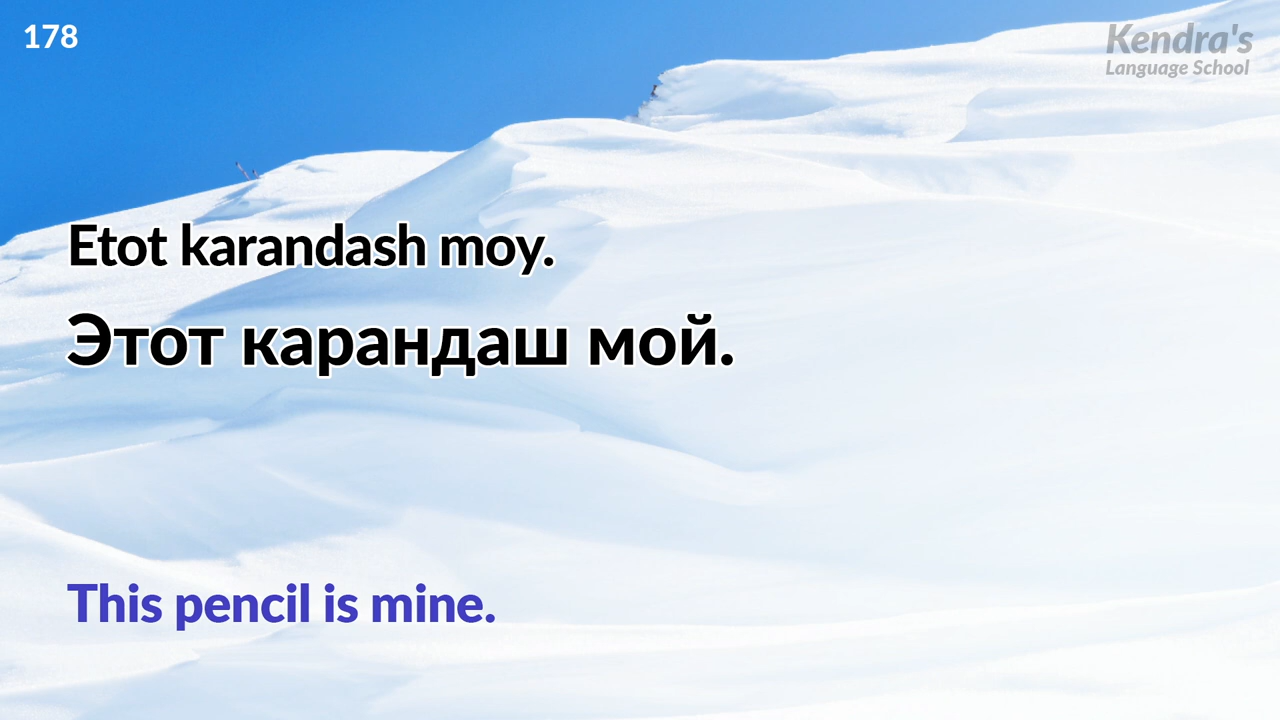 178
Kendra's
Language School
Etot karandash moy.
Этот карандаш мой.
This pencil is mine.